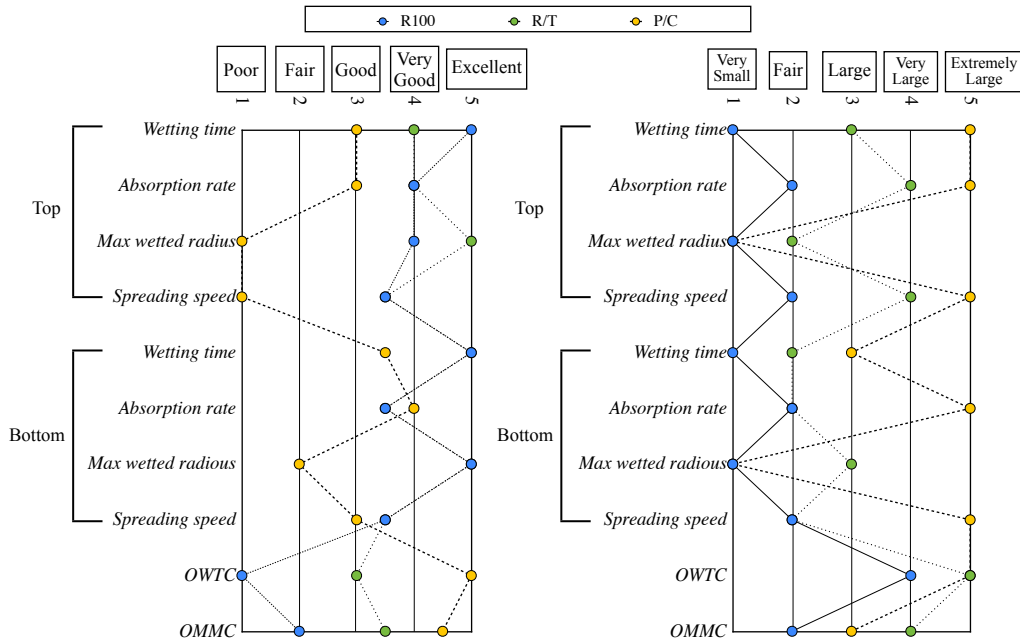 R100 R/T P/C
Poor Fair Good Very Good Excellent
1 2 3 4 5
Very Small Fair Large Very Large Extremely Large
1 2 3 4 5
Top
Wetting time
Absorption rate
Max wetted radius
Spreading speed
Bottom
Wetting time
Absorption rate
Max wetted radious
Spreading speed
OWTC
OMMC
Top
Wetting time
Absorption rate
Max wetted radius
Spreading speed
Bottom
Wetting time
Absorption rate
Max wetted radious
Spreading speed
OWTC
OMMC